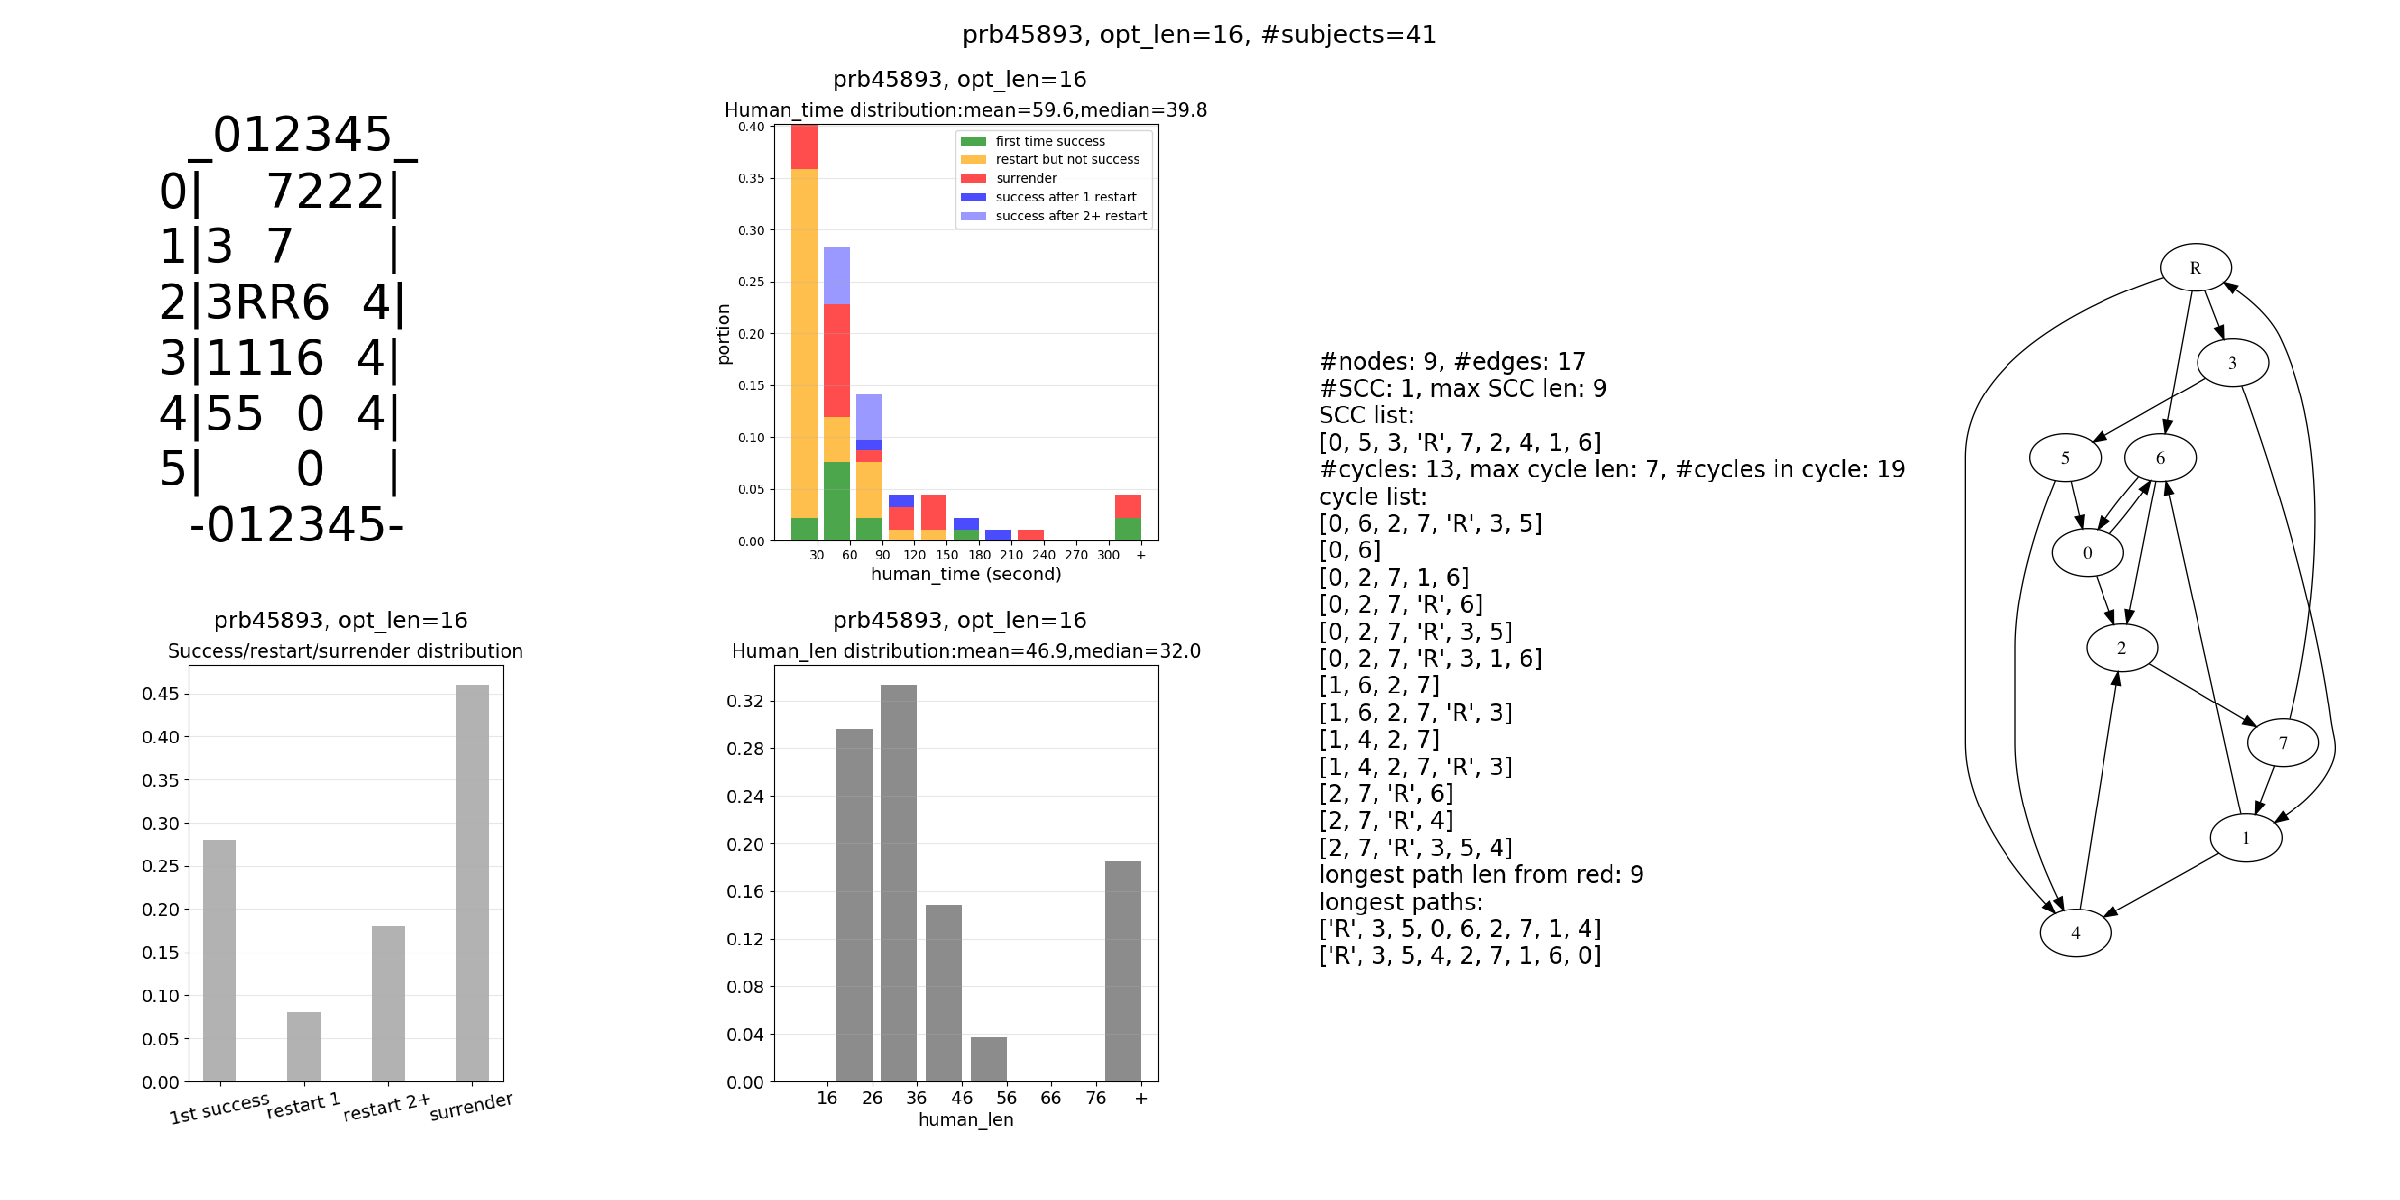 prb45893, opt_len=16, #subjects=41
_012345_
0|  7222|
1|3 7   |
2|3RR6 4|
3|1116 4|
4|55 0 4|
5|   0  |
-012345-
prb45893, opt_len=16
Human_time distribution:mean=59.6,median=39.8
0.40
0.35
0.30
0.25
0.20
0.15
0.10
0.05
0.00
portion
first time success
restart but not success
surrender
success after 1 restart
success after 2+ restart
30 60 90 120 150 180 210 240 270 300 +
human_time (second)
prb45893, opt_len=16
Success/restart/surrender distribution
0.45
0.40
0.35
0.30
0.25
0.20
0.15
0.10
0.05
0.00
1st success restart 1 restart 2+ surrender
prb45893, opt_len=16
Human_len distribution:mean=46.9,median=32.0
0.32
0.28
0.24
0.20
0.16
0.12
0.08
0.04
0.00
16 26 36 46 56 66 76 +
human_len
#nodes: 9, #edges: 17
#SCC: 1, max SCC len: 9
SCC list:
[0, 5, 3, 'R', 7, 2, 4, 1, 6]
#cycles: 13, max cycle len: 7, #cycles in cycle: 19
cycle list:
[0, 6, 2, 7, 'R', 3, 5]
[0, 6]
[0, 2, 7, 1, 6]
[0, 2, 7, 'R', 6]
[0, 2, 7, 'R', 3, 5]
[0, 2, 7, 'R', 3, 1, 6]
[1, 6, 2, 7]
[1, 6, 2, 7, 'R', 3]
[1, 4, 2, 7]
[1, 4, 2, 7, 'R', 3]
[2, 7, 'R', 6]
[2, 7, 'R', 4]
[2, 7, 'R', 3, 5, 4]
longest path len from red: 9
longest paths:
['R', 3, 5, 0, 6, 2, 7, 1, 4]
['R', 3, 5, 4, 2, 7, 1, 6, 0]
R
3
5
6
0
2
7
1
4